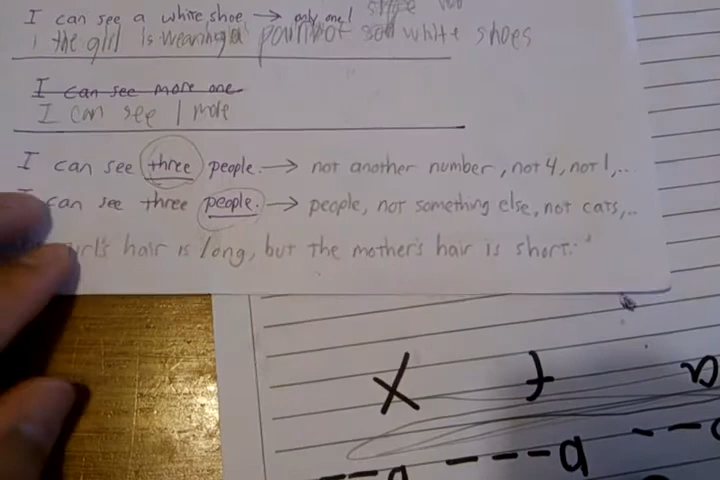 I can see a white shoe → only one!
the girl is wearing a pair of white shoes
I can see more one
I can see 1 more
I can see three people. → not another number, not 4, not 1,...
can see three people. → people, not something else, not cats,..
girl's hair is long, but the mother's hair is short.
x t a